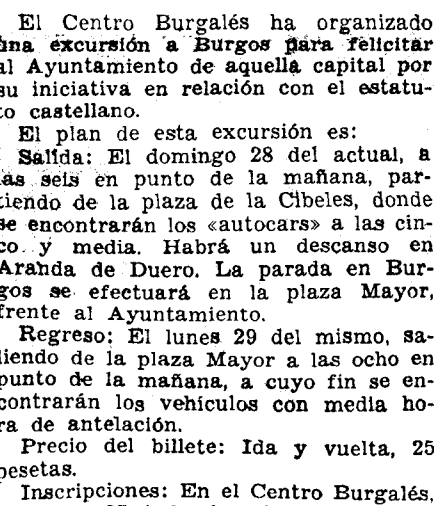 El Centro Burgalés ha organizado
una excursión a Burgos para felicitar
al Ayuntamiento de aquella capital por
su iniciativa en relación con el estatu-
to castellano.
El plan de esta excursión es:
Salida: El domingo 28 del actual, a
las seis en punto de la mañana, par-
tiendo de la plaza de la Cibeles, donde
se encontrarán los «autocars» a las cin-
co y media. Habrá un descanso en
Aranda de Duero. La parada en Bur-
gos se efectuará en la plaza Mayor,
frente al Ayuntamiento.
Regreso: El lunes 29 del mismo, sa-
liendo de la plaza Mayor a las ocho en
punto de la mañana, a cuyo fin se en-
contrarán los vehículos con media ho-
ra de antelación.
Precio del billete: Ida y vuelta, 25
pesetas.
Inscripciones: En el Centro Burgalés,